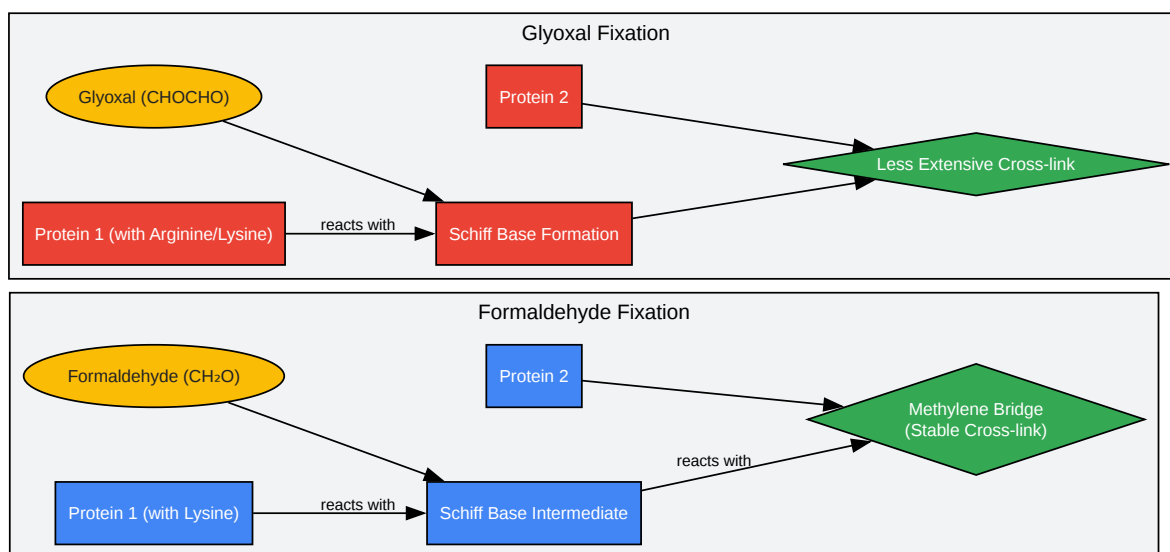 Glyoxal Fixation
Glyoxal (CHOCHO)
Protein 2
Less Extensive Cross-link
Protein 1 (with Arginine/Lysine)
reacts with
Schiff Base Formation
Formaldehyde Fixation
Formaldehyde (CH₂O)
Protein 2
Methylene Bridge
(Stable Cross-link)
reacts with
Protein 1 (with Lysine)
reacts with
Schiff Base Intermediate